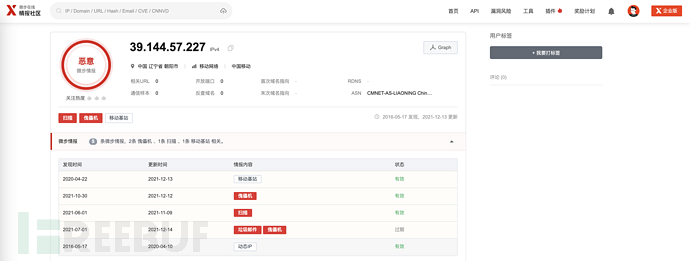 微步在线
X 情报社区
IP / Domain / URL / Hash / Email / CVE / CNNVD
首页 API 漏洞风险 工具 插件 奖励计划 企业版
恶意
微步情报
关注热度
39.144.57.227 IPv4
Graph
中国 辽宁省 朝阳市 移动网络 中国移动
相关URL 0 开放端口 0 首次域名指向 - RDNS -
通信样本 0 反查域名 0 末次域名指向 - ASN CMNET-AS-LIAONING Chin...
扫描 傀儡机 移动基站
2016-05-17 发现，2021-12-13 更新
用户标签
+ 我要打标签
评论 (0)
微步情报 条微步情报，2条 傀儡机 ，1条 扫描 ，1条 移动基站 相关。
发现时间 更新时间 情报内容 状态
2020-04-22 2021-12-13 移动基站 有效
2021-10-30 2021-12-12 傀儡机 有效
2021-06-01 2021-11-09 扫描 有效
2021-07-01 2021-12-14 垃圾邮件 傀儡机 过期
2016-05-17 2020-04-10 动态IP 有效
FREEBUF